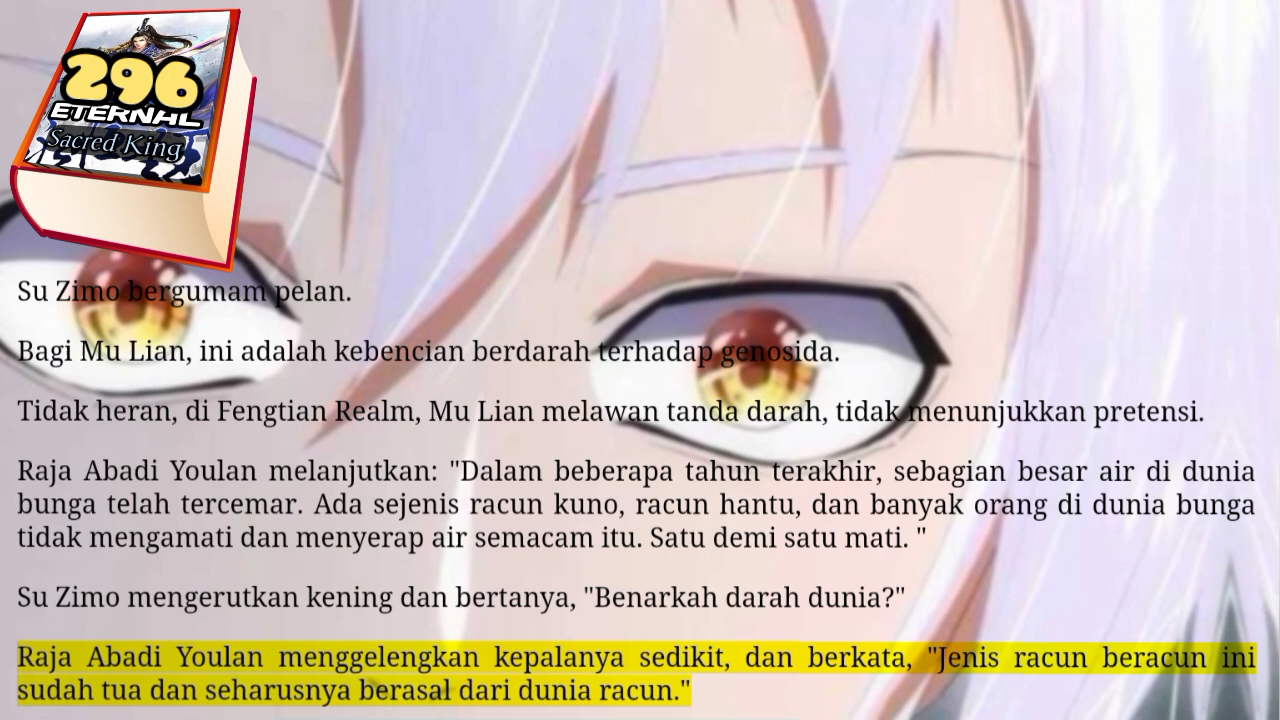 296
ETERNAL
Sacred King
Su Zimo bergumam pelan.
Bagi Mu Lian, ini adalah kebencian berdarah terhadap genosida.
Tidak heran, di Fengtian Realm, Mu Lian melawan tanda darah, tidak menunjukkan pretensi.
Raja Abadi Youlan melanjutkan: "Dalam beberapa tahun terakhir, sebagian besar air di dunia
bunga telah tercemar. Ada sejenis racun kuno, racun hantu, dan banyak orang di dunia bunga
tidak mengamati dan menyerap air semacam itu. Satu demi satu mati. "
Su Zimo mengerutkan kening dan bertanya, "Benarkah darah dunia?"
Raja Abadi Youlan menggelengkan kepalanya sedikit, dan berkata, "Jenis racun beracun ini
sudah tua dan seharusnya berasal dari dunia racun."